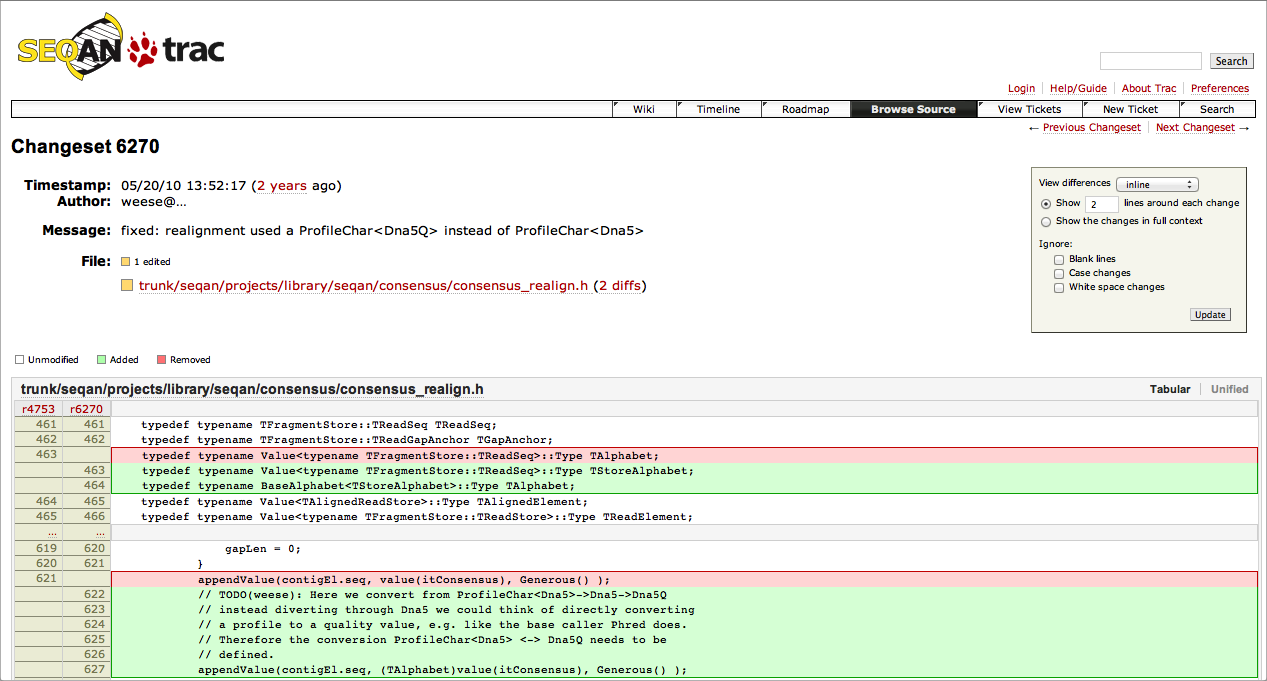 SEQAN trac
Search
Login Help/Guide About Trac Preferences
Wiki Timeline Roadmap Browse Source View Tickets New Ticket Search
← Previous Changeset Next Changeset →
Changeset 6270
Timestamp: 05/20/10 13:52:17 (2 years ago)
Author: weese@...
Message: fixed: realignment used a ProfileChar<Dna5Q> instead of ProfileChar<Dna5>
File: 1 edited
trunk/seqan/projects/library/seqan/consensus/consensus_realign.h (2 diffs)
View differences inline
Show 2 lines around each change
Show the changes in full context
Ignore:
Blank lines
Case changes
White space changes
Update
Unmodified Added Removed
trunk/seqan/projects/library/seqan/consensus/consensus_realign.h Tabular Unified
r4753 r6270
461 461 typedef typename TFragmentStore::TReadSeq TReadSeq;
462 462 typedef typename TFragmentStore::TReadGapAnchor TGapAnchor;
463 typedef typename Value<typename TFragmentStore::TReadSeq>::Type TAlphabet;
463 typedef typename Value<typename TFragmentStore::TReadSeq>::Type TStoreAlphabet;
464 typedef typename BaseAlphabet<TStoreAlphabet>::Type TAlphabet;
464 465 typedef typename Value<TAlignedReadStore>::Type TAlignedElement;
465 466 typedef typename Value<typename TFragmentStore::TReadStore>::Type TReadElement;
... ...
619 620 gapLen = 0;
620 621 }
621 appendValue(contigEl.seq, value(itConsensus), Generous() );
622 // TODO(weese): Here we convert from ProfileChar<Dna5>->Dna5->Dna5Q
623 // instead diverting through Dna5 we could think of directly converting
624 // a profile to a quality value, e.g. like the base caller Phred does.
625 // Therefore the conversion ProfileChar<Dna5> <-> Dna5Q needs to be
626 // defined.
627 appendValue(contigEl.seq, (TAlphabet)value(itConsensus), Generous() );